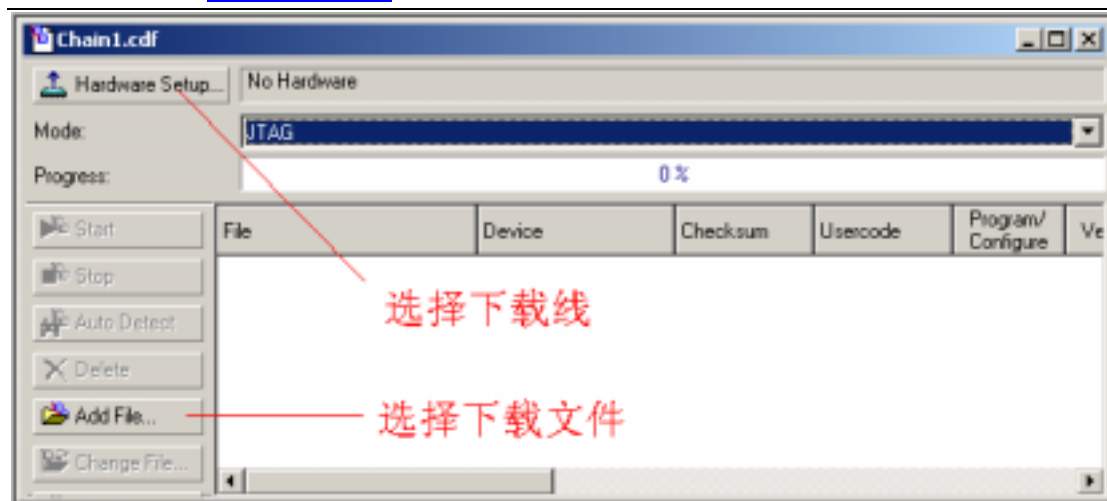 Chain1.cdf
Hardware Setup... No Hardware
Mode: JTAG
Progress: 0 %
Start File Device Checksum Usercode Program/ Configure Ve
Stop
选择下载线
Auto Detect
Delete
Add File... 选择下载文件
Change File...